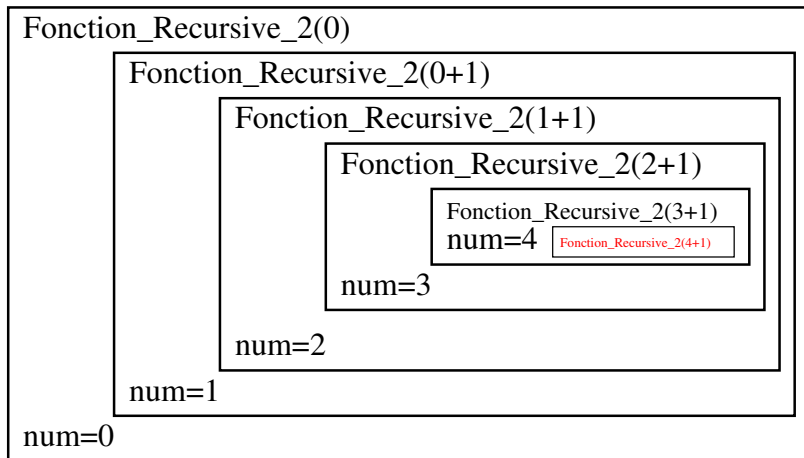 Fonction_Recursive_2(0)
Fonction_Recursive_2(0+1)
Fonction_Recursive_2(1+1)
Fonction_Recursive_2(2+1)
Fonction_Recursive_2(3+1)
num=4 Fonction_Recursive_2(4+1)
num=3
num=2
num=1
num=0